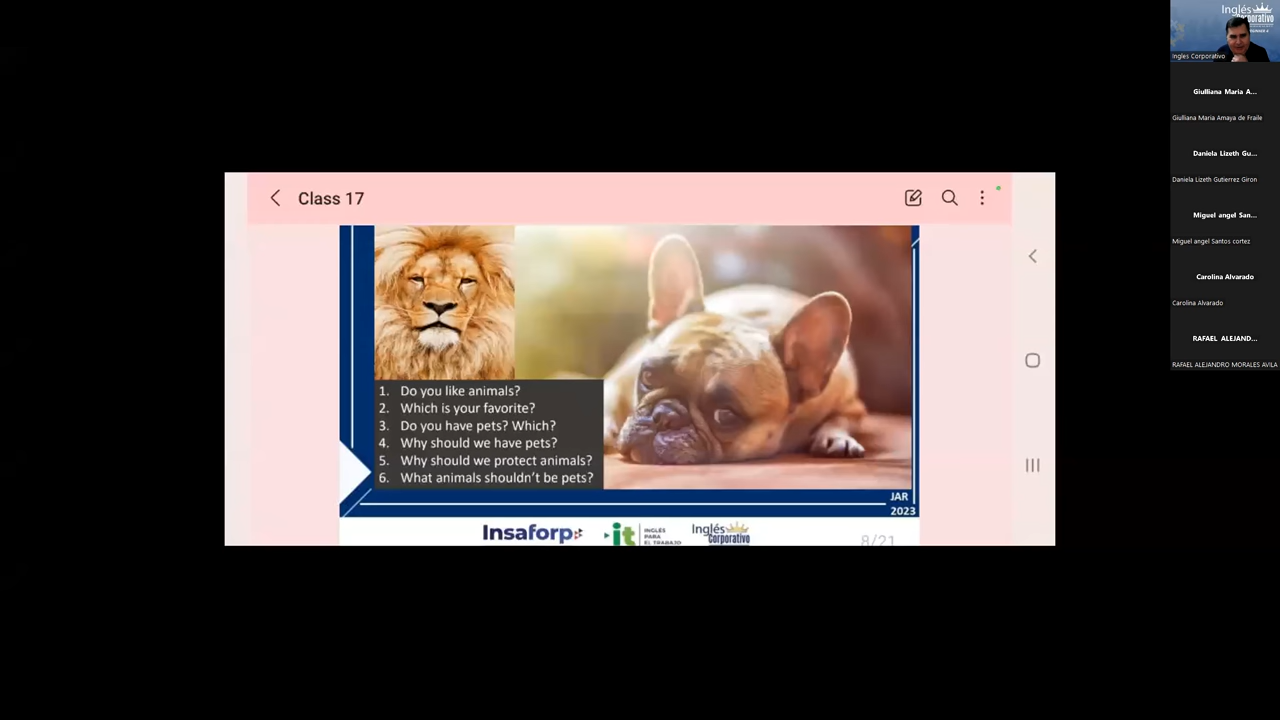 Inglés
Corporativo
Ingles Corporativo
Giulliana Maria A...
Giulliana Maria Amaya de Fraile
Daniela Lizeth Gu...
Daniela Lizeth Gutierrez Giron
Miguel angel San...
Miguel angel Santos cortez
Carolina Alvarado
Carolina Alvarado
RAFAEL ALEJAND...
RAFAEL ALEJANDRO MORALES AVILA
Class 17
1. Do you like animals?
2. Which is your favorite?
3. Do you have pets? Which?
4. Why should we have pets?
5. Why should we protect animals?
6. What animals shouldn't be pets?
JAR
2023
Insaforp
it
INGLÉS
PARA
EL TRABAJO
Inglés
Corporativo
8/21